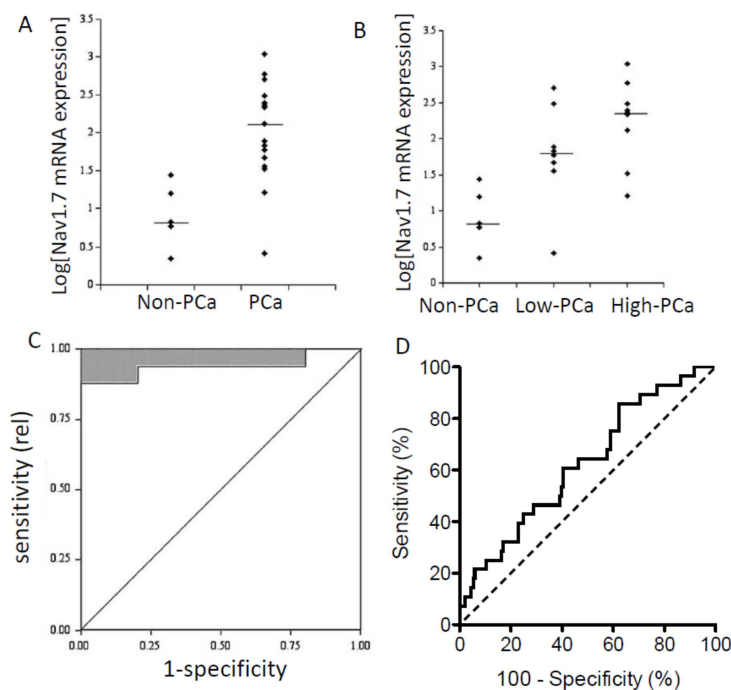 A
Log[Nav1.7 mRNA expression]
3.5
3
2.5
2
1.5
1
0.5
0
Non-PCa PCa
B
Log[Nav1.7 mRNA expression]
3.5
3
2.5
2
1.5
1
0.5
0
Non-PCa Low-PCa High-PCa
C
sensitivity (rel)
1.00
0.75
0.50
0.25
0.00
0.00 0.25 0.50 0.75 1.00
1-specificity
D
Sensitivity (%)
100
80
60
40
20
0
0 20 40 60 80 100
100 - Specificity (%)